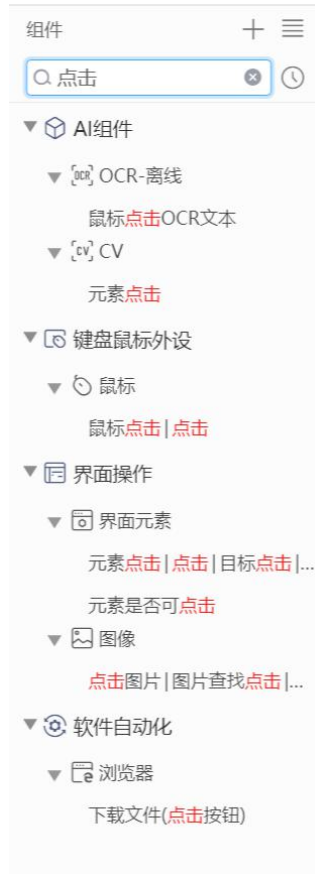 组件
点击
AI组件
OCR OCR-离线
鼠标点击OCR文本
CV CV
元素点击
键盘鼠标外设
鼠标
鼠标点击|点击
界面操作
界面元素
元素点击|点击|目标点击|...
元素是否可点击
图像
点击图片|图片查找点击|...
软件自动化
浏览器
下载文件(点击按钮)